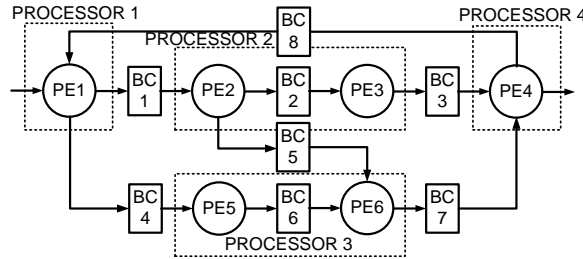 PROCESSOR 1
BC
8
PROCESSOR 4
PROCESSOR 2
PE1
BC
1
PE2
BC
2
PE3
BC
3
PE4
BC
5
BC
4
PE5
BC
6
PE6
BC
7
PROCESSOR 3